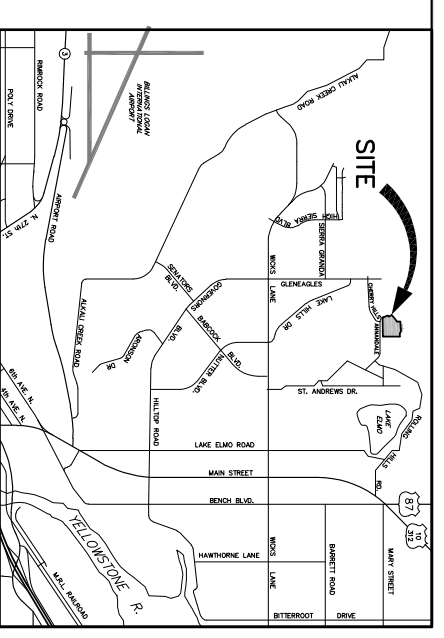 SITE
ALKALI CREEK ROAD
3
RIMROCK ROAD
POLY DRIVE
N. 27th ST.
AIRPORT ROAD
BILLINGS LOGAN
INTERNATIONAL
AIRPORT
HIGH SIERRA BLVD
SIERRA GRANDA
WICKS
LANE
GLENEAGLES
CHERRY HILLS
ANNANDALE
LAKE HILLS DR
SENATORS
BLVD.
GOVERNORS
BLVD.
BABCOCK
BLVD.
NUTTER BLVD.
ARONSON
DR
ALKALI CREEK ROAD
ST. ANDREWS DR.
LAKE
ELMO
ROLLING
HILLS
RD.
HILLTOP ROAD
LAKE ELMO ROAD
MAIN STREET
BENCH BLVD.
87
10
312
6th AVE. N.
4th AVE. N.
YELLOWSTONE R.
M.R.L. RAILROAD
HAWTHORNE LANE
WICKS
LANE
BARRETT ROAD
MARY STREET
BITTERROOT DRIVE